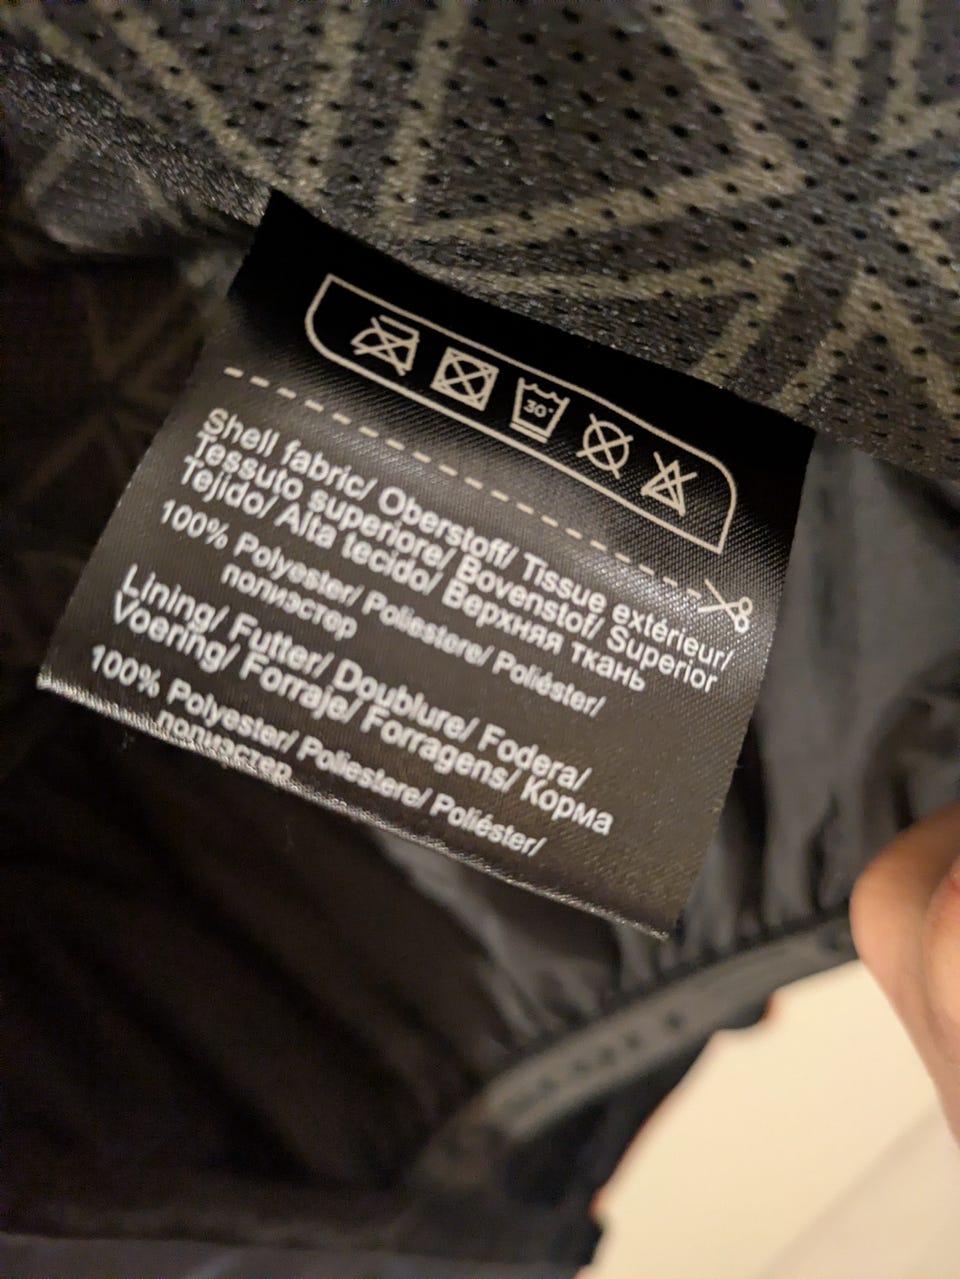 30°
Shell fabric/ Oberstoff/ Tissue extérieur/
Tessuto superiore/ Bovenstof/ Superior
Tejido/ Alta tecido/ Верхняя ткань
100% Polyester/ Poliestere/ Poliéster/
полиэстер
Lining/ Futter/ Doublure/ Fodera/
Voering/ Forraje/ Forragens/ Корма
100% Polyester/ Poliestere/ Poliéster/
полиэстер